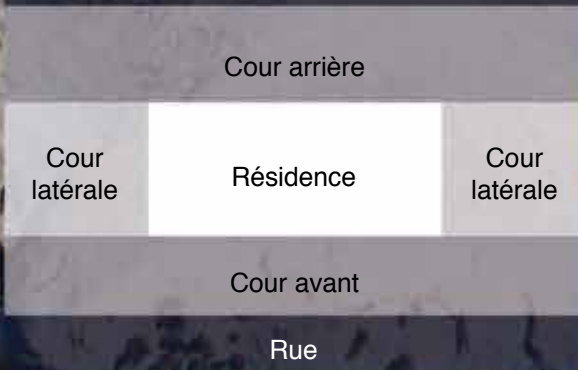 Cour arrière
Cour
latérale
Résidence
Cour
latérale
Cour avant
Rue